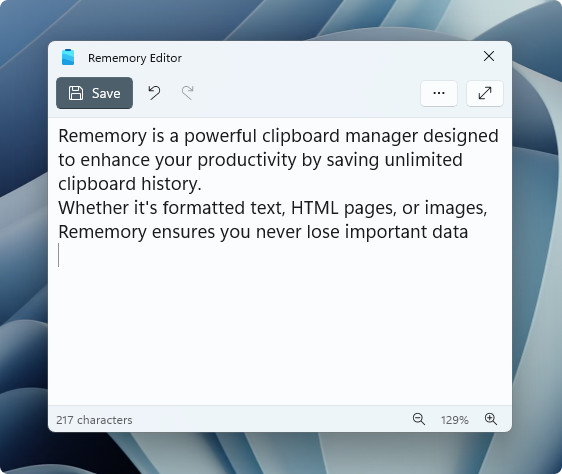 Rememory Editor
Save
Rememory is a powerful clipboard manager designed
to enhance your productivity by saving unlimited
clipboard history.
Whether it's formatted text, HTML pages, or images,
Rememory ensures you never lose important data
217 characters
129%